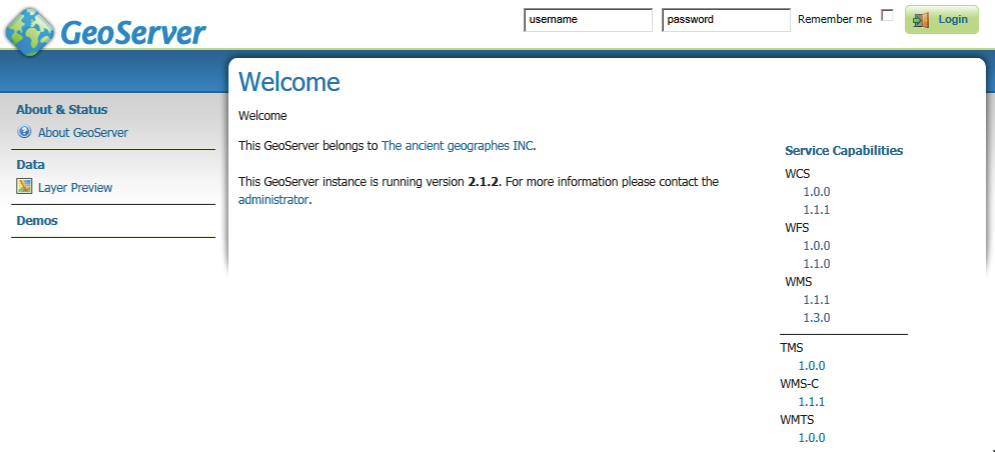 GeoServer
username
password
Remember me
Login
About & Status
About GeoServer
Data
Layer Preview
Demos
Welcome
Welcome
This GeoServer belongs to The ancient geographes INC.
This GeoServer instance is running version 2.1.2. For more information please contact the
administrator.
Service Capabilities
WCS
1.0.0
1.1.1
WFS
1.0.0
1.1.0
WMS
1.1.1
1.3.0
TMS
1.0.0
WMS-C
1.1.1
WMTS
1.0.0